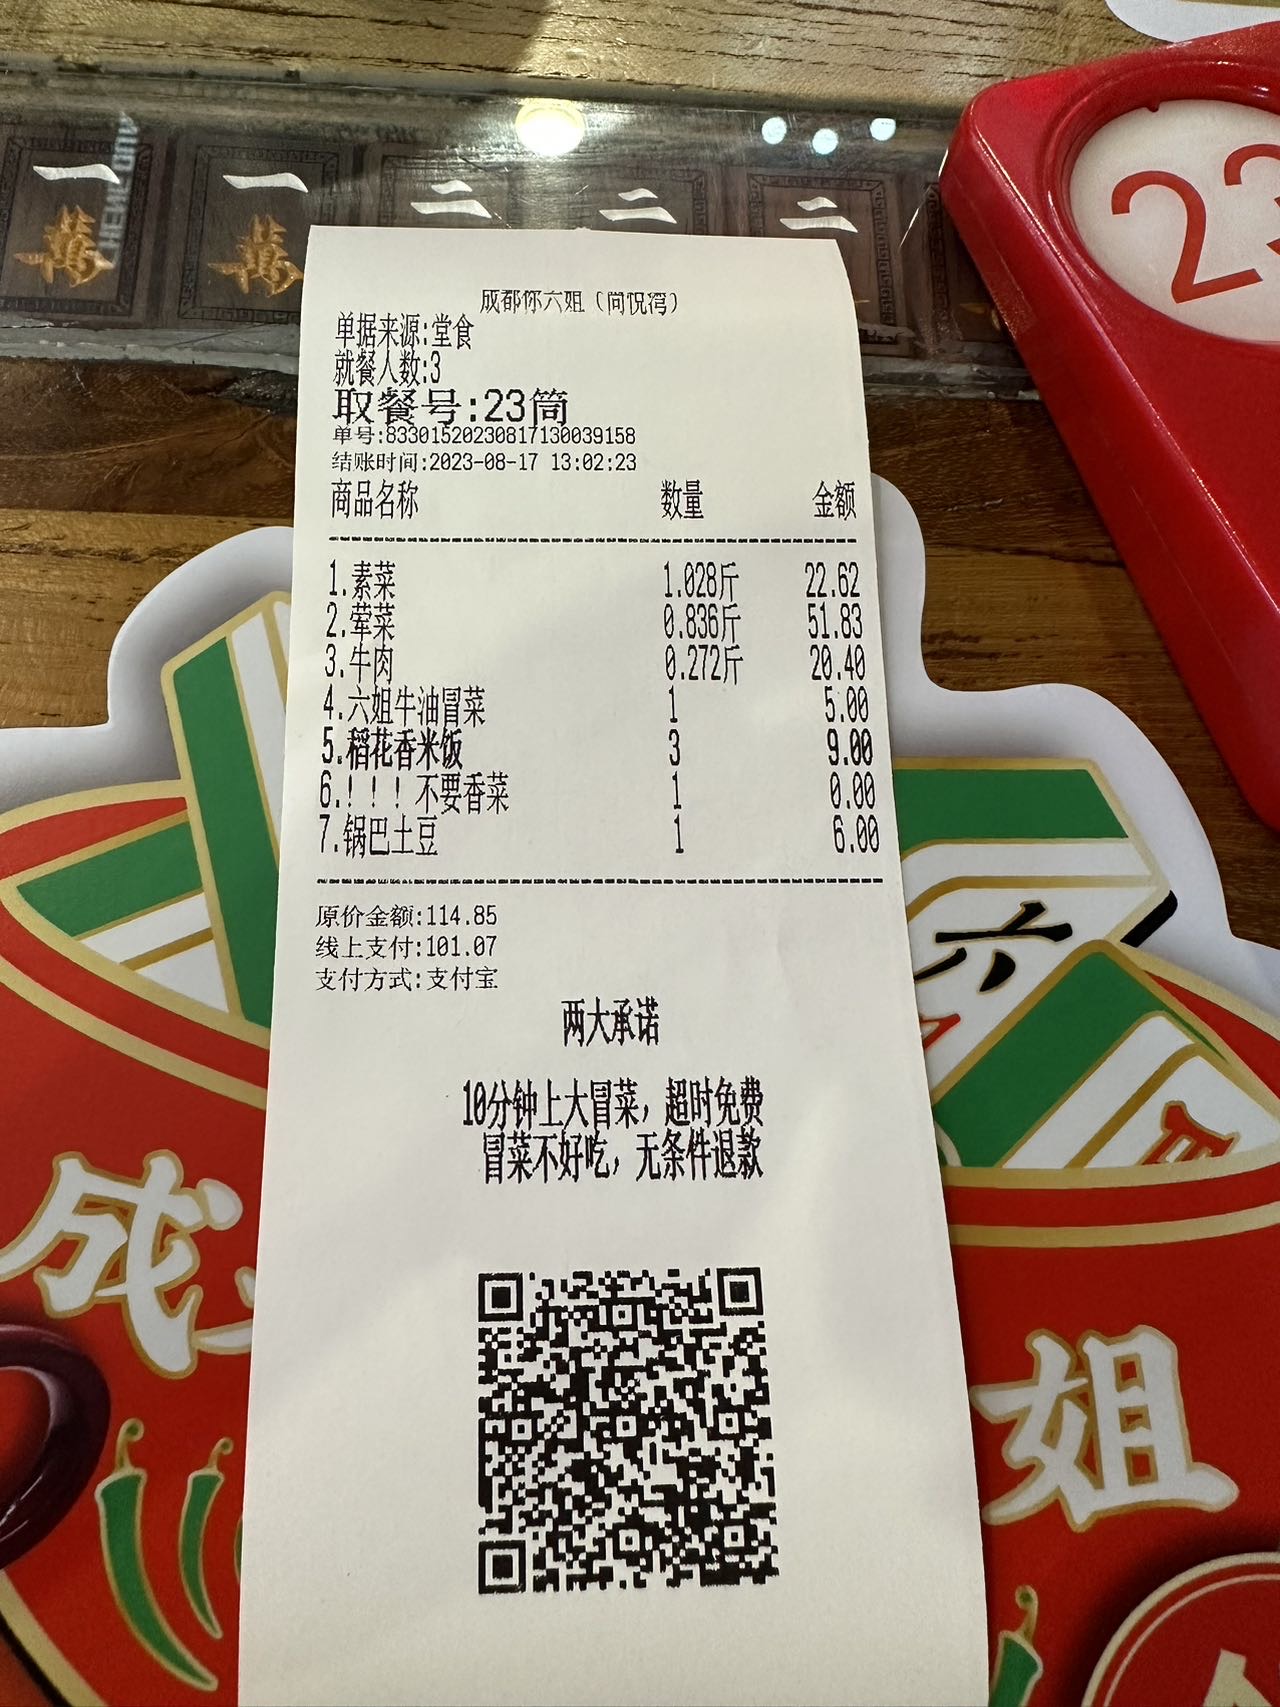 一 一 二 二 二
萬 萬
23
成都你六姐（尚悦湾）
单据来源:堂食
就餐人数:3
取餐号:23筒
单号:83301520230817130039158
结账时间:2023-08-17 13:02:23
商品名称 数量 金额
1.素菜 1.028斤 22.62
2.荤菜 0.836斤 51.83
3.牛肉 0.272斤 20.40
4.六姐牛油冒菜 1 5.00
5.稻花香米饭 3 9.00
6.！！！不要香菜 1 0.00
7.锅巴土豆 1 6.00
原价金额:114.85
线上支付:101.07
支付方式:支付宝
两大承诺
10分钟上大冒菜，超时免费
冒菜不好吃，无条件退款
六
成
姐